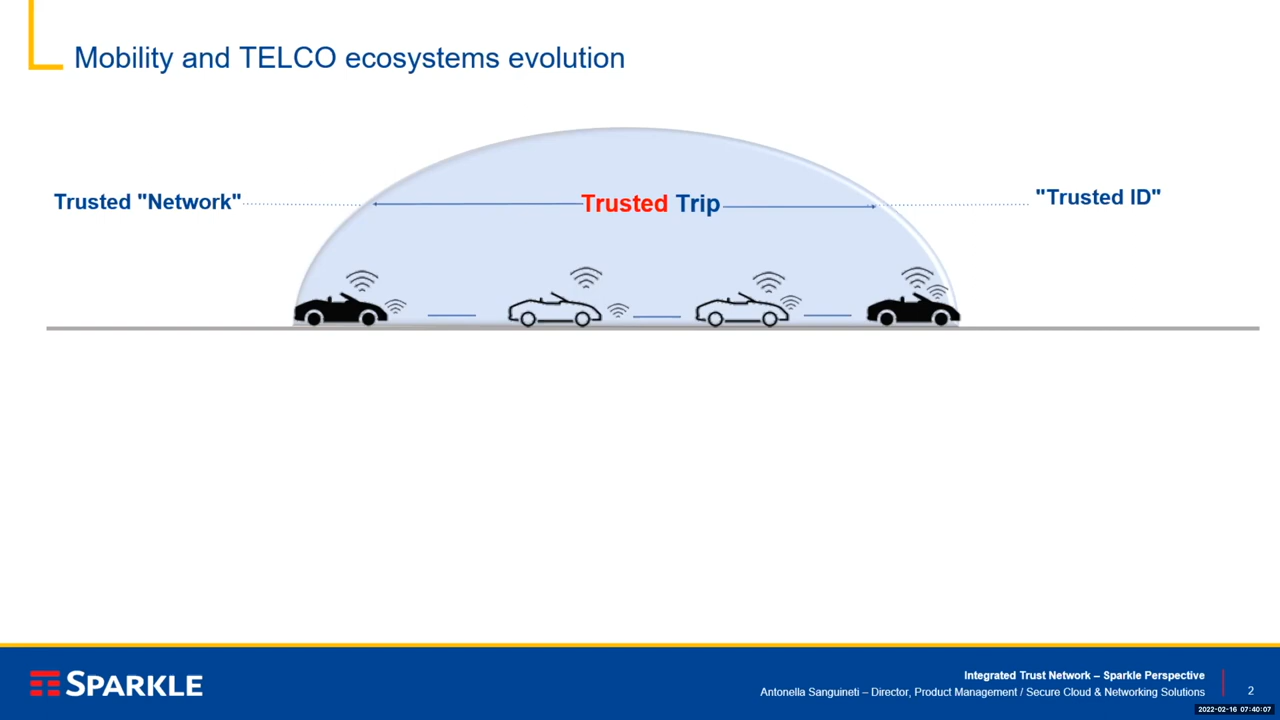 Mobility and TELCO ecosystems evolution
Trusted "Network"
Trusted Trip
"Trusted ID"
SPARKLE
Integrated Trust Network – Sparkle Perspective
Antonella Sanguineti – Director, Product Management / Secure Cloud & Networking Solutions
2
2022-02-16 07:40:07